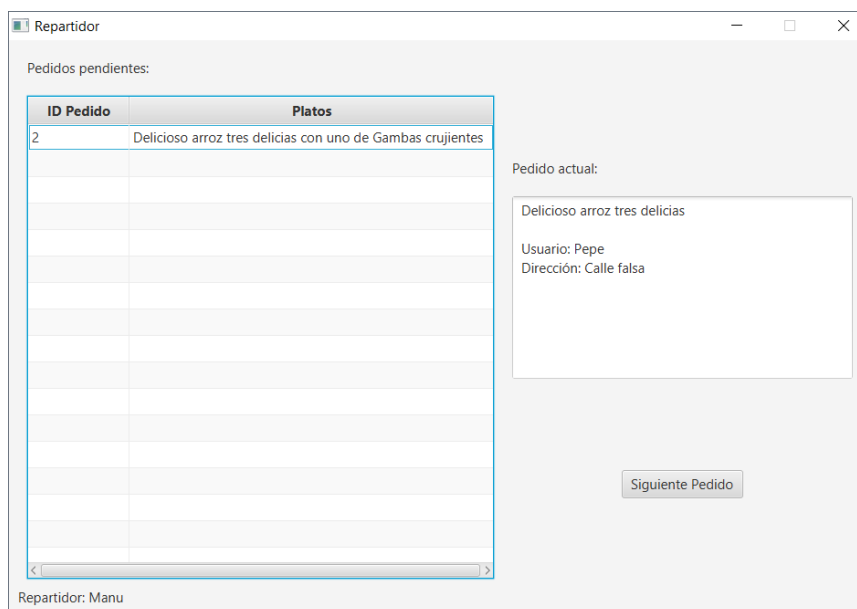 Repartidor
Pedidos pendientes:
ID Pedido Platos
2 Delicioso arroz tres delicias con uno de Gambas crujientes
Pedido actual:
Delicioso arroz tres delicias
Usuario: Pepe
Dirección: Calle falsa
Siguiente Pedido
Repartidor: Manu